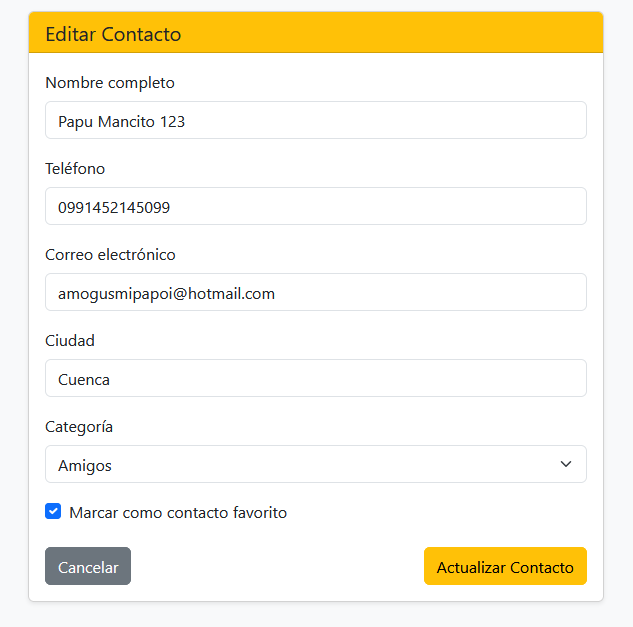 Editar Contacto
Nombre completo
Papu Mancito 123
Teléfono
0991452145099
Correo electrónico
amogusmipapoi@hotmail.com
Ciudad
Cuenca
Categoría
Amigos
Marcar como contacto favorito
Cancelar
Actualizar Contacto